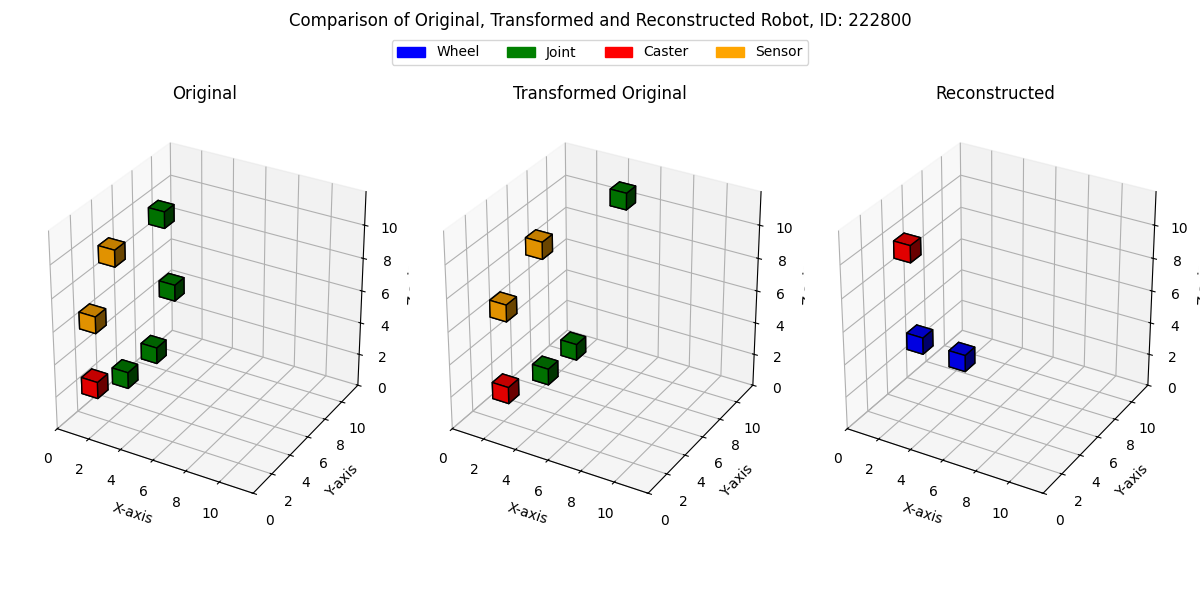 Comparison of Original, Transformed and Reconstructed Robot, ID: 222800
Wheel Joint Caster Sensor
Original
Transformed Original
Reconstructed
0 2 4 6 8 10
X-axis
0 2 4 6 8 10
Y-axis
0 2 4 6 8 10
0 2 4 6 8 10
X-axis
0 2 4 6 8 10
Y-axis
0 2 4 6 8 10
0 2 4 6 8 10
X-axis
0 2 4 6 8 10
Y-axis
0 2 4 6 8 10